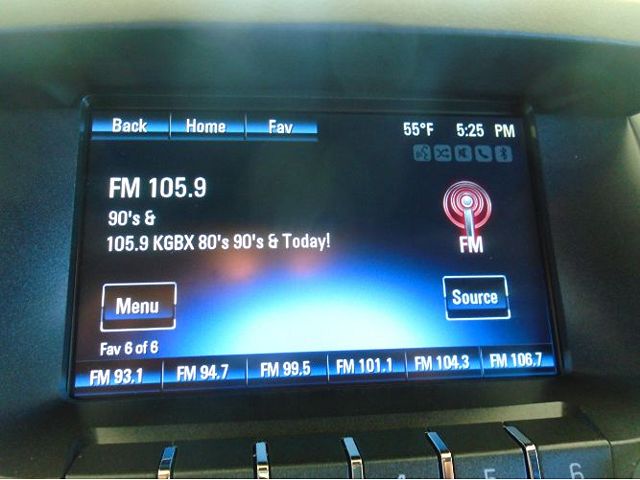 Back Home Fav 55°F 5:25 PM
FM 105.9
90's &
105.9 KGBX 80's 90's & Today!
FM
Menu Source
Fav 6 of 6
FM 93.1 FM 94.7 FM 99.5 FM 101.1 FM 104.3 FM 106.7
5 6